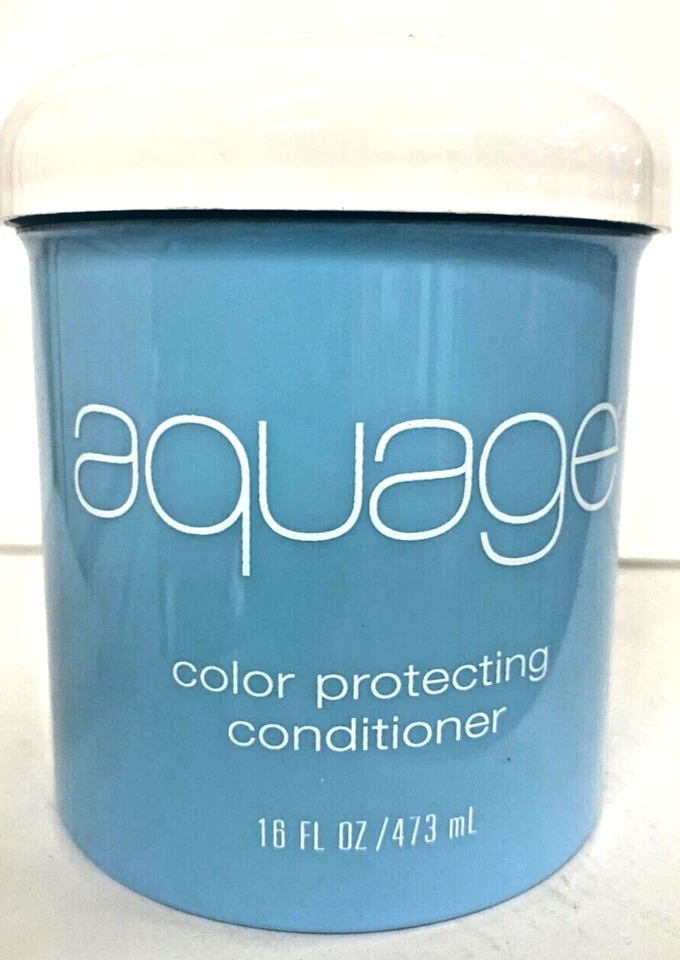 aquage
color protecting
conditioner
16 FL OZ/473 mL